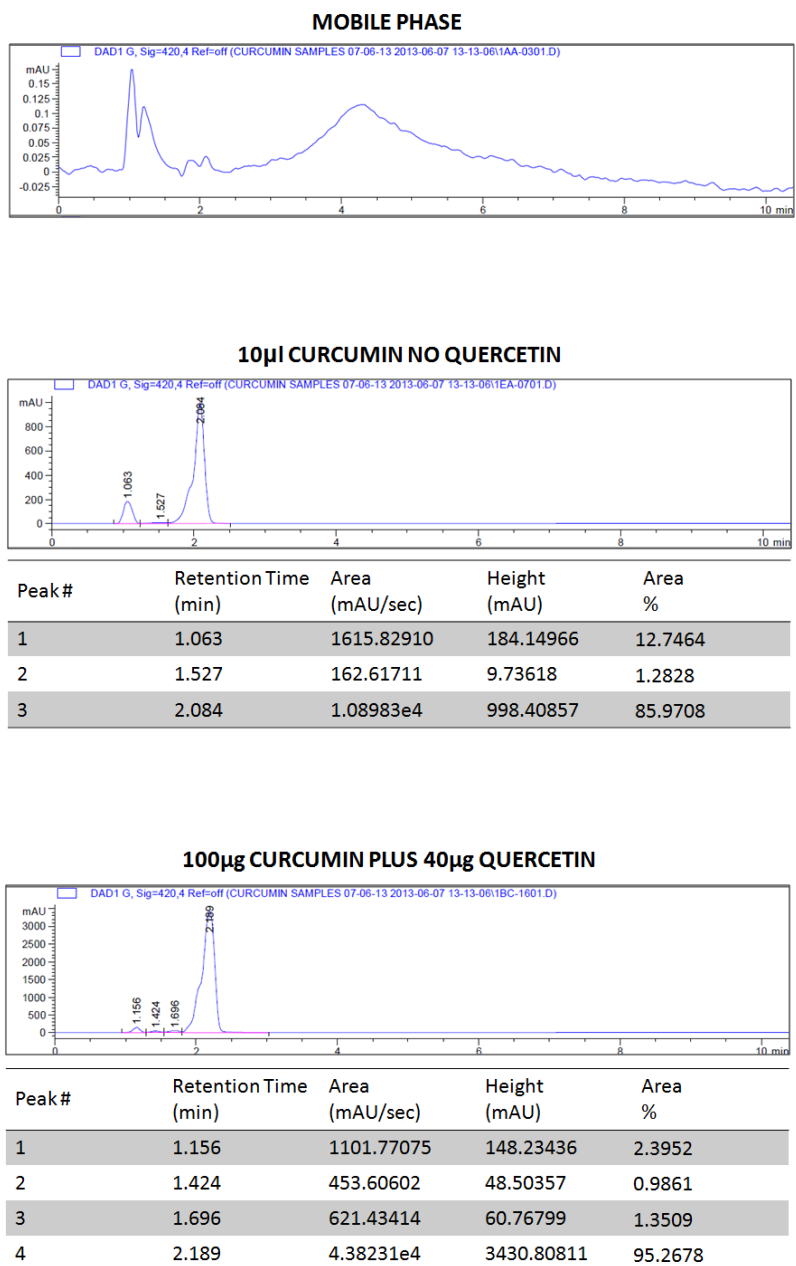 MOBILE PHASE
DAD1 G, Sig=420,4 Ref=off (CURCUMIN SAMPLES 07-06-13 2013-06-07 13-13-06\1AA-0301.D)
mAU
0.15
0.125
0.1
0.075
0.05
0.025
0
-0.025
0 2 4 6 8 10 min
10µl CURCUMIN NO QUERCETIN
DAD1 G, Sig=420,4 Ref=off (CURCUMIN SAMPLES 07-06-13 2013-06-07 13-13-06\1EA-0701.D)
mAU
800
600
400
200
0
1.063
1.527
2.084
0 2 4 6 8 10 min
Peak # Retention Time (min) Area (mAU/sec) Height (mAU) Area %
1 1.063 1615.82910 184.14966 12.7464
2 1.527 162.61711 9.73618 1.2828
3 2.084 1.08983e4 998.40857 85.9708
100µg CURCUMIN PLUS 40µg QUERCETIN
DAD1 G, Sig=420,4 Ref=off (CURCUMIN SAMPLES 07-06-13 2013-06-07 13-13-06\1BC-1601.D)
mAU
3000
2500
2000
1500
1000
500
0
1.156
1.424
1.696
2.189
0 2 4 6 8 10 min
Peak # Retention Time (min) Area (mAU/sec) Height (mAU) Area %
1 1.156 1101.77075 148.23436 2.3952
2 1.424 453.60602 48.50357 0.9861
3 1.696 621.43414 60.76799 1.3509
4 2.189 4.38231e4 3430.80811 95.2678